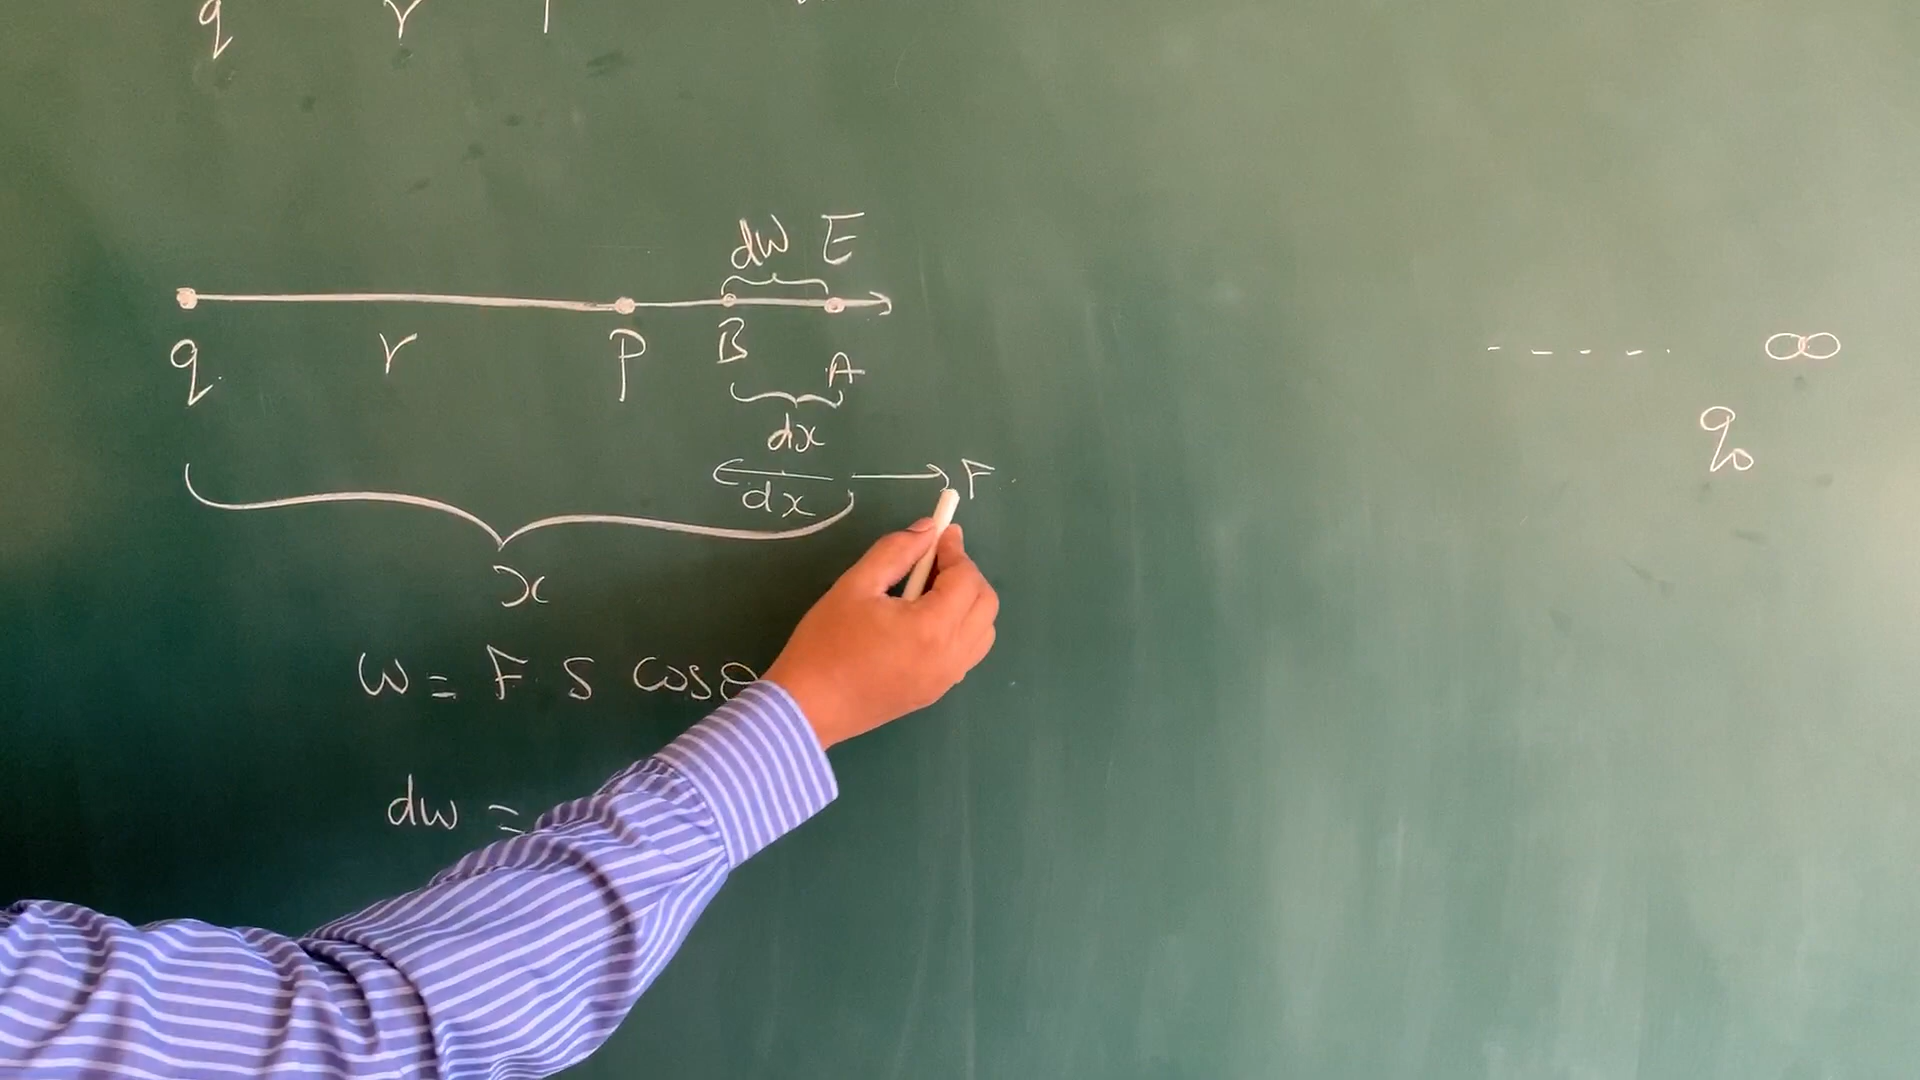 q r
dW E
q r P B A
dx
- - - - . ∞
q₀
dx F
x
W = F S cosθ
dw =